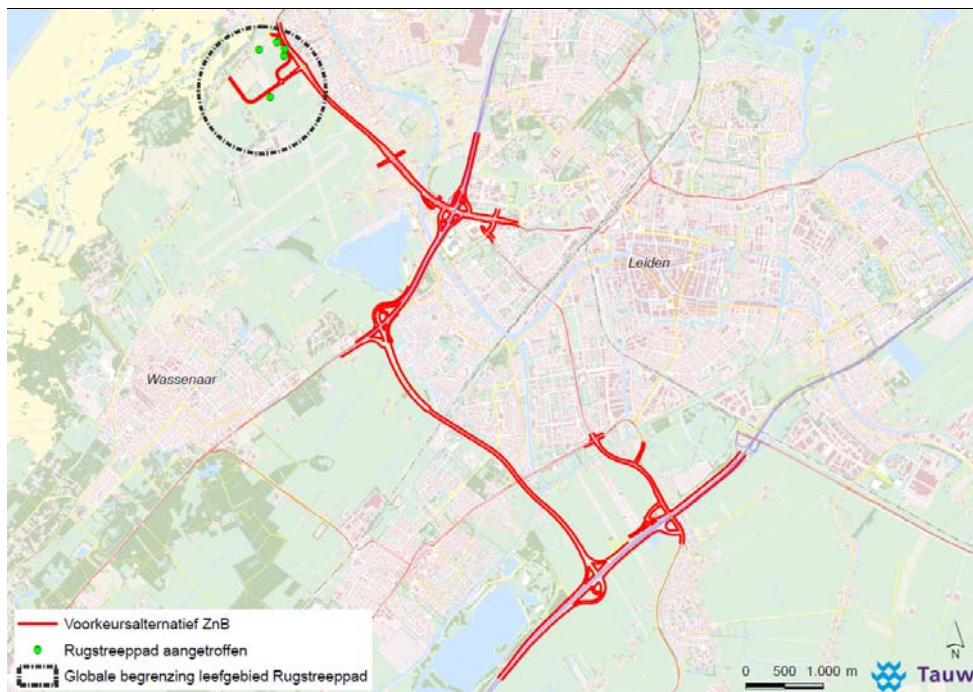 Leiden
Wassenaar
Voorkeursalternatief ZnB
Rugstreeppad aangetroffen
Globale begrenzing leefgebied Rugstreeppad
0 500 1.000 m
N
Tauw